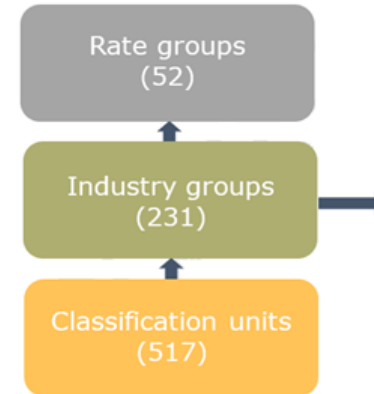 Rate groups
(52)
Industry groups
(231)
Classification units
(517)